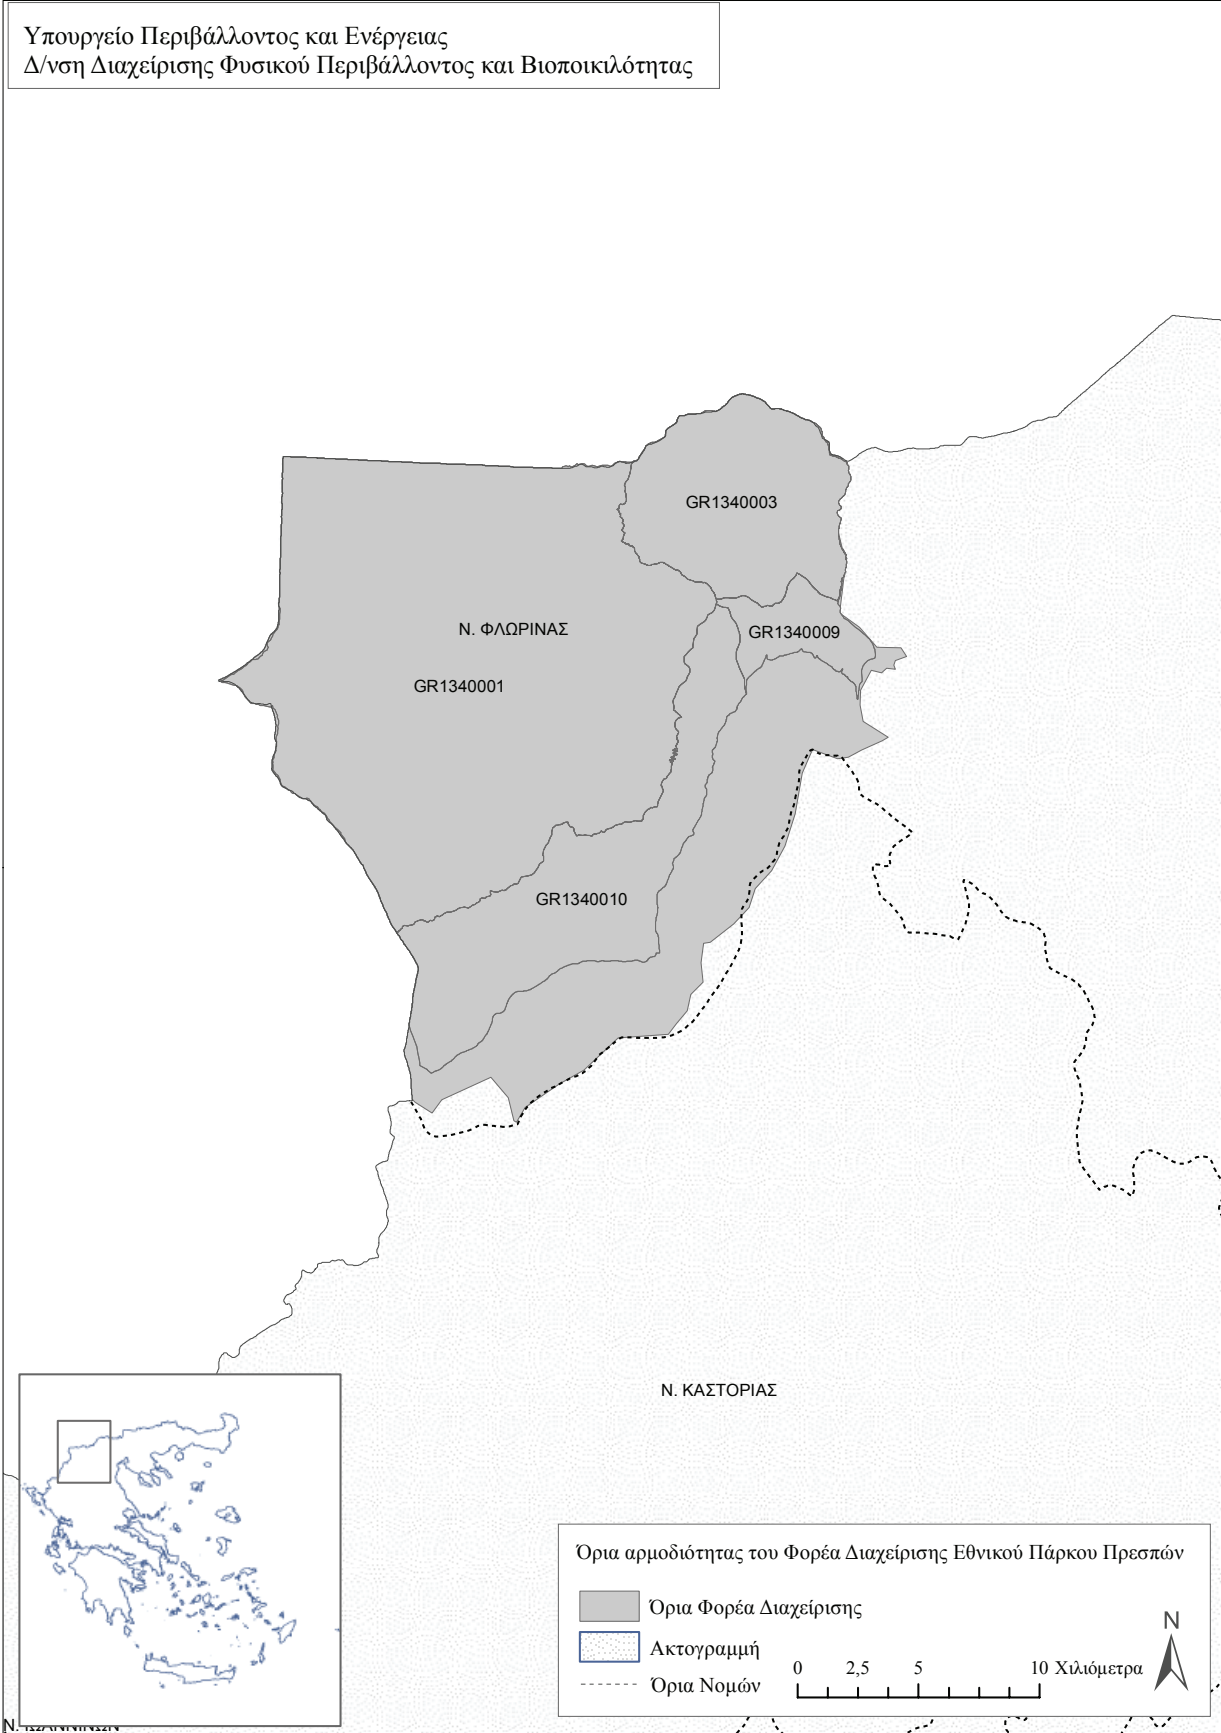 Υπουργείο Περιβάλλοντος και Ενέργειας
Δ/νση Διαχείρισης Φυσικού Περιβάλλοντος και Βιοποικιλότητας
GR1340003
Ν. ΦΛΩΡΙΝΑΣ
GR1340009
GR1340001
GR1340010
Ν. ΚΑΣΤΟΡΙΑΣ
Όρια αρμοδιότητας του Φορέα Διαχείρισης Εθνικού Πάρκου Πρεσπών
Όρια Φορέα Διαχείρισης
Ακτογραμμή
Όρια Νομών
0 2,5 5 10 Χιλιόμετρα
N
Ν. ΙΩΑΝΝΙΝΩΝ